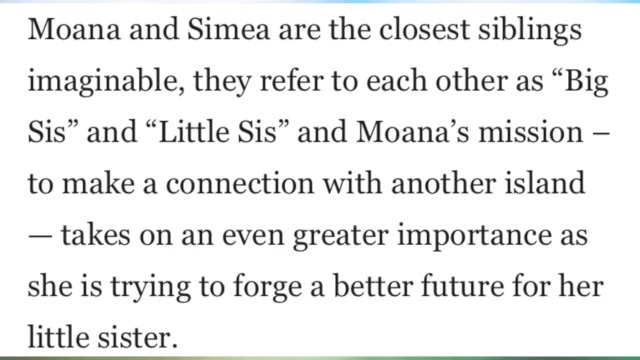 Moana and Simea are the closest siblings
imaginable, they refer to each other as “Big
Sis” and “Little Sis” and Moana’s mission –
to make a connection with another island
— takes on an even greater importance as
she is trying to forge a better future for her
little sister.